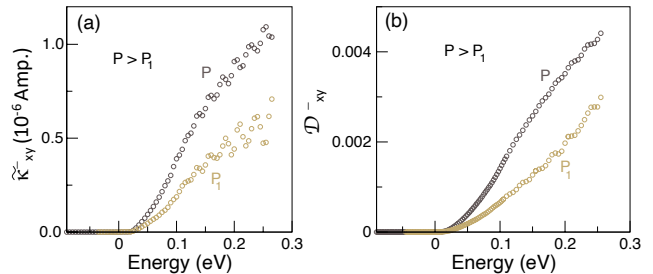 (a)
P > P₁
P
P₁
1.0
0.5
0.0
κ̃⁻xy (10⁻⁶ Amp.)
0 0.1 0.2 0.3
Energy (eV)
(b)
P > P₁
P
P₁
0.004
0.002
0
𝒟⁻xy
0 0.1 0.2 0.3
Energy (eV)